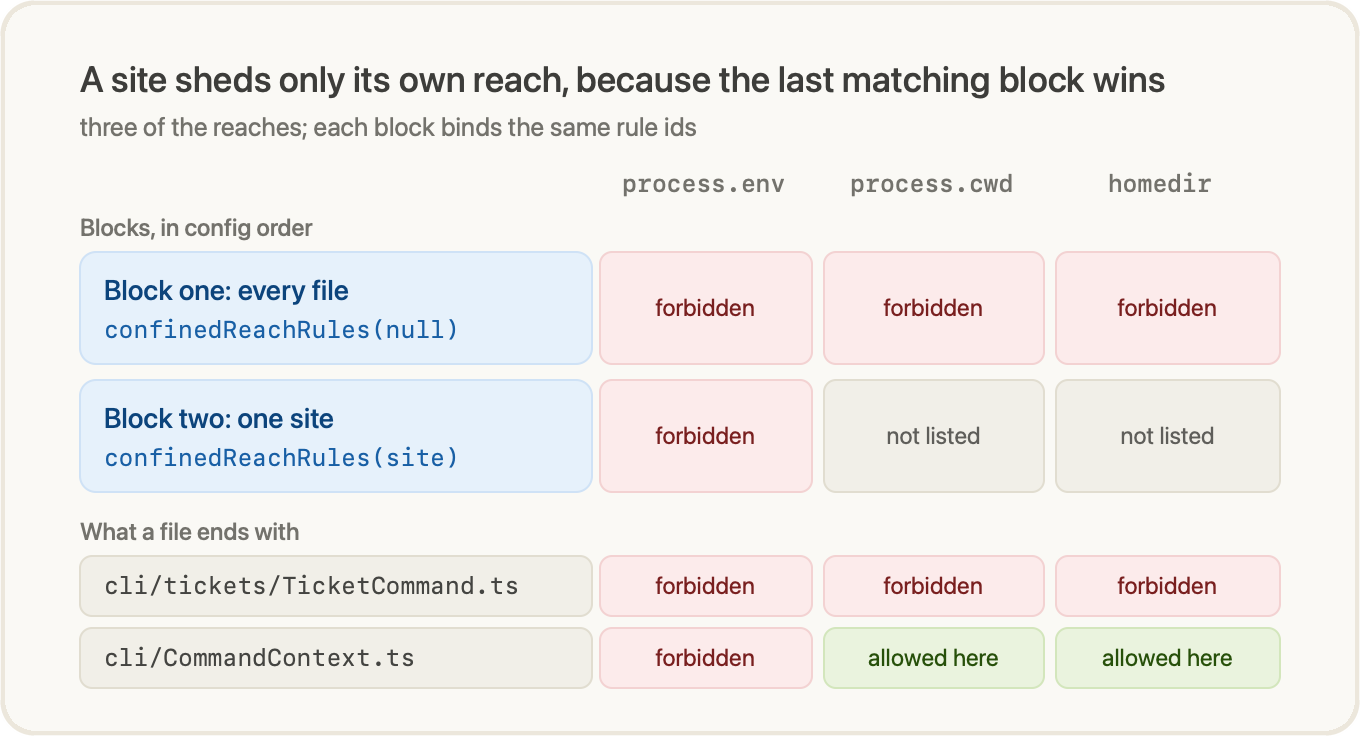 A site sheds only its own reach, because the last matching block wins
three of the reaches; each block binds the same rule ids
process.env process.cwd homedir
Blocks, in config order
Block one: every file
confinedReachRules(null)
forbidden forbidden forbidden
Block two: one site
confinedReachRules(site)
forbidden not listed not listed
What a file ends with
cli/tickets/TicketCommand.ts forbidden forbidden forbidden
cli/CommandContext.ts forbidden allowed here allowed here